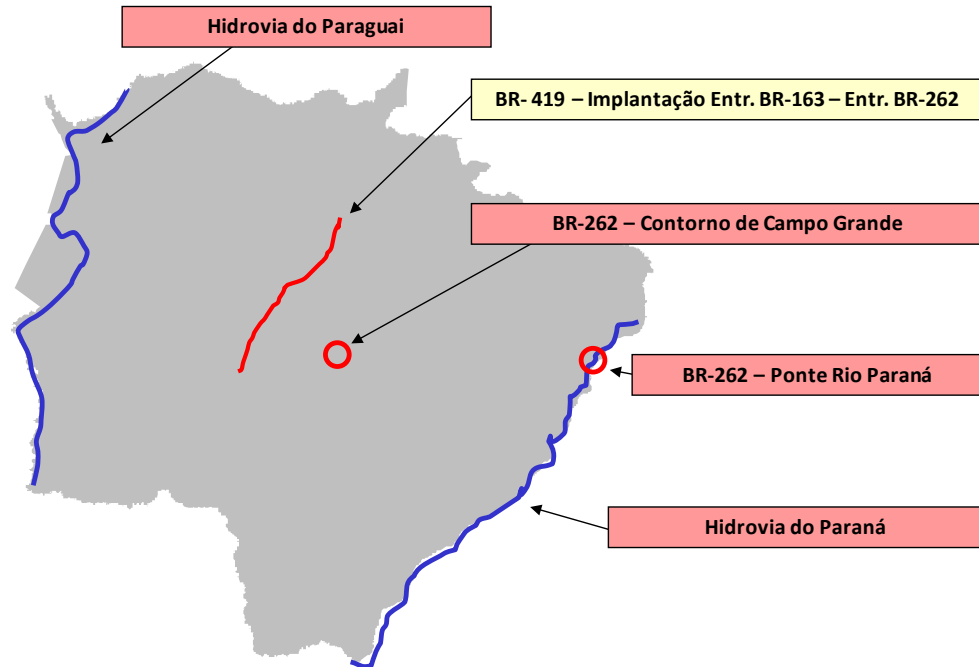 Hidrovia do Paraguai
BR- 419 – Implantação Entr. BR-163 – Entr. BR-262
BR-262 – Contorno de Campo Grande
BR-262 – Ponte Rio Paraná
Hidrovia do Paraná